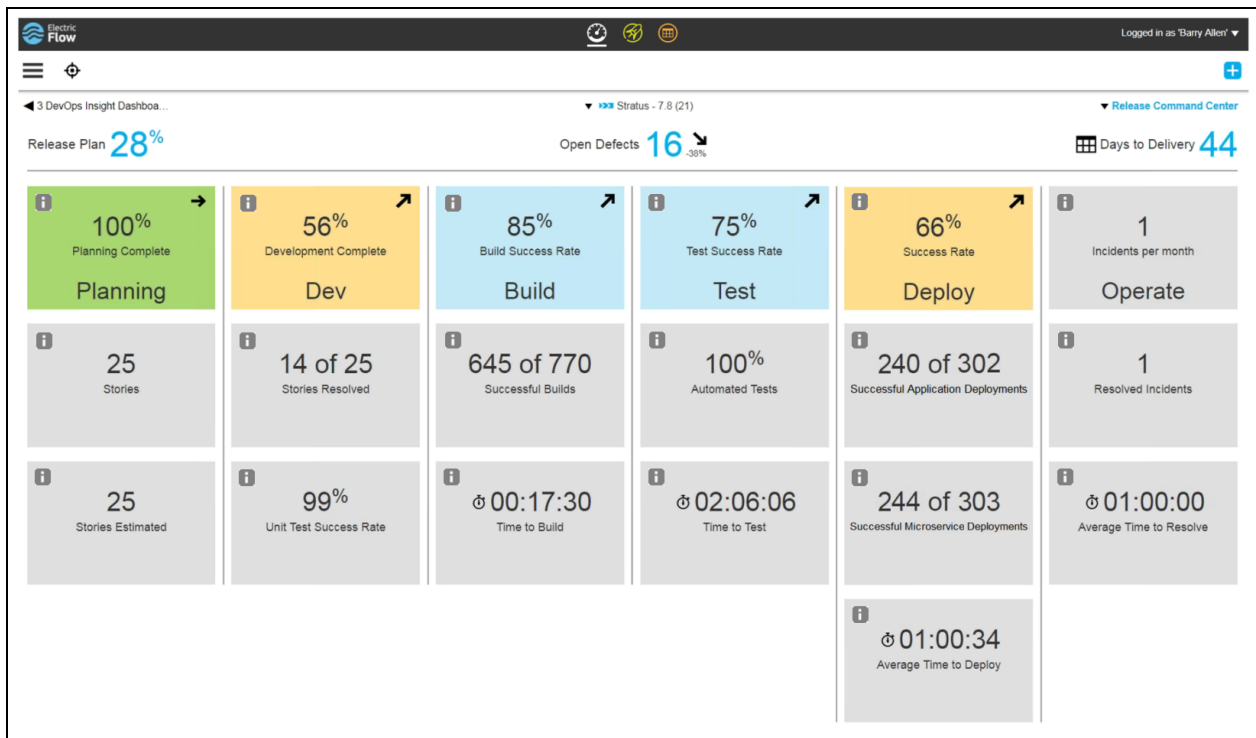 Electric
Flow
Logged in as 'Barry Allen'
3 DevOps Insight Dashboa...
Stratus - 7.8 (21)
Release Command Center
Release Plan 28%
Open Defects 16 -38%
Days to Delivery 44
100%
Planning Complete
Planning
56%
Development Complete
Dev
85%
Build Success Rate
Build
75%
Test Success Rate
Test
66%
Success Rate
Deploy
1
Incidents per month
Operate
25
Stories
14 of 25
Stories Resolved
645 of 770
Successful Builds
100%
Automated Tests
240 of 302
Successful Application Deployments
1
Resolved Incidents
25
Stories Estimated
99%
Unit Test Success Rate
00:17:30
Time to Build
02:06:06
Time to Test
244 of 303
Successful Microservice Deployments
01:00:00
Average Time to Resolve
01:00:34
Average Time to Deploy